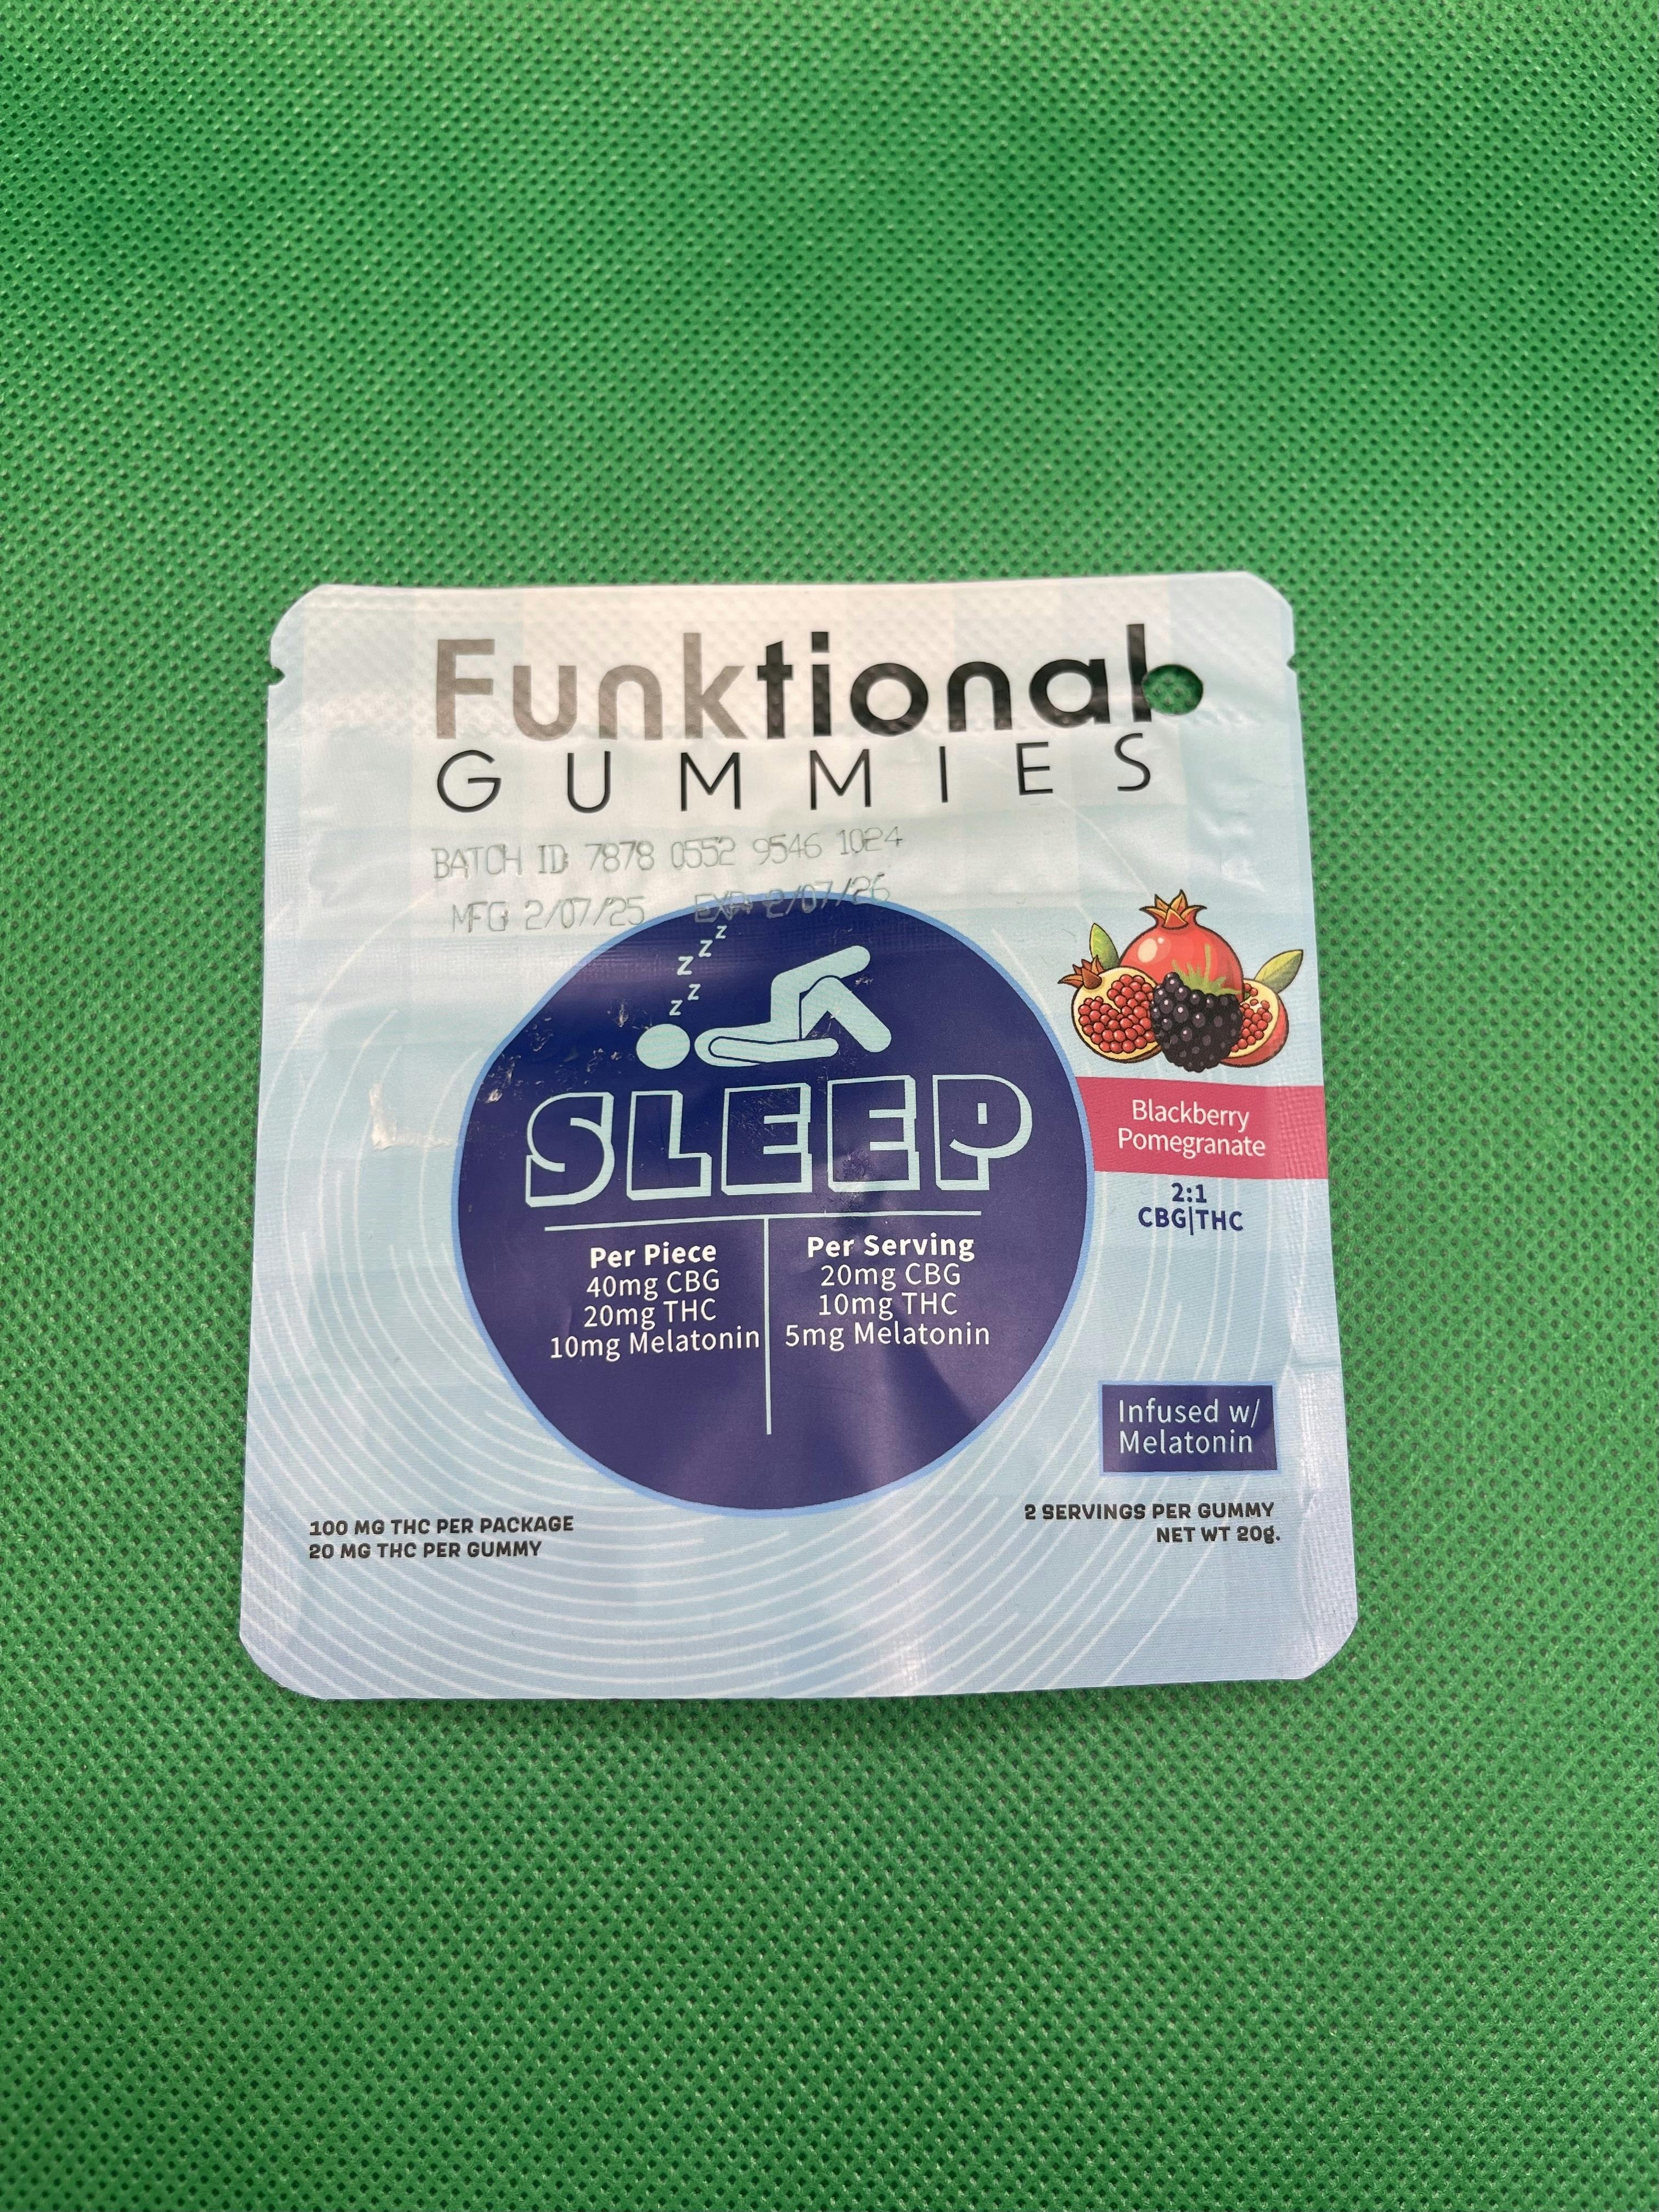 Funktional
GUMMIES
BATCH ID: 7878 0552 9546 1024
MFG: 2/07/25 EXP: 2/07/26
z z z z z
SLEEP
Per Piece
40mg CBG
20mg THC
10mg Melatonin
Per Serving
20mg CBG
10mg THC
5mg Melatonin
Blackberry
Pomegranate
2:1
CBG|THC
Infused w/
Melatonin
100 MG THC PER PACKAGE
20 MG THC PER GUMMY
2 SERVINGS PER GUMMY
NET WT 20g.